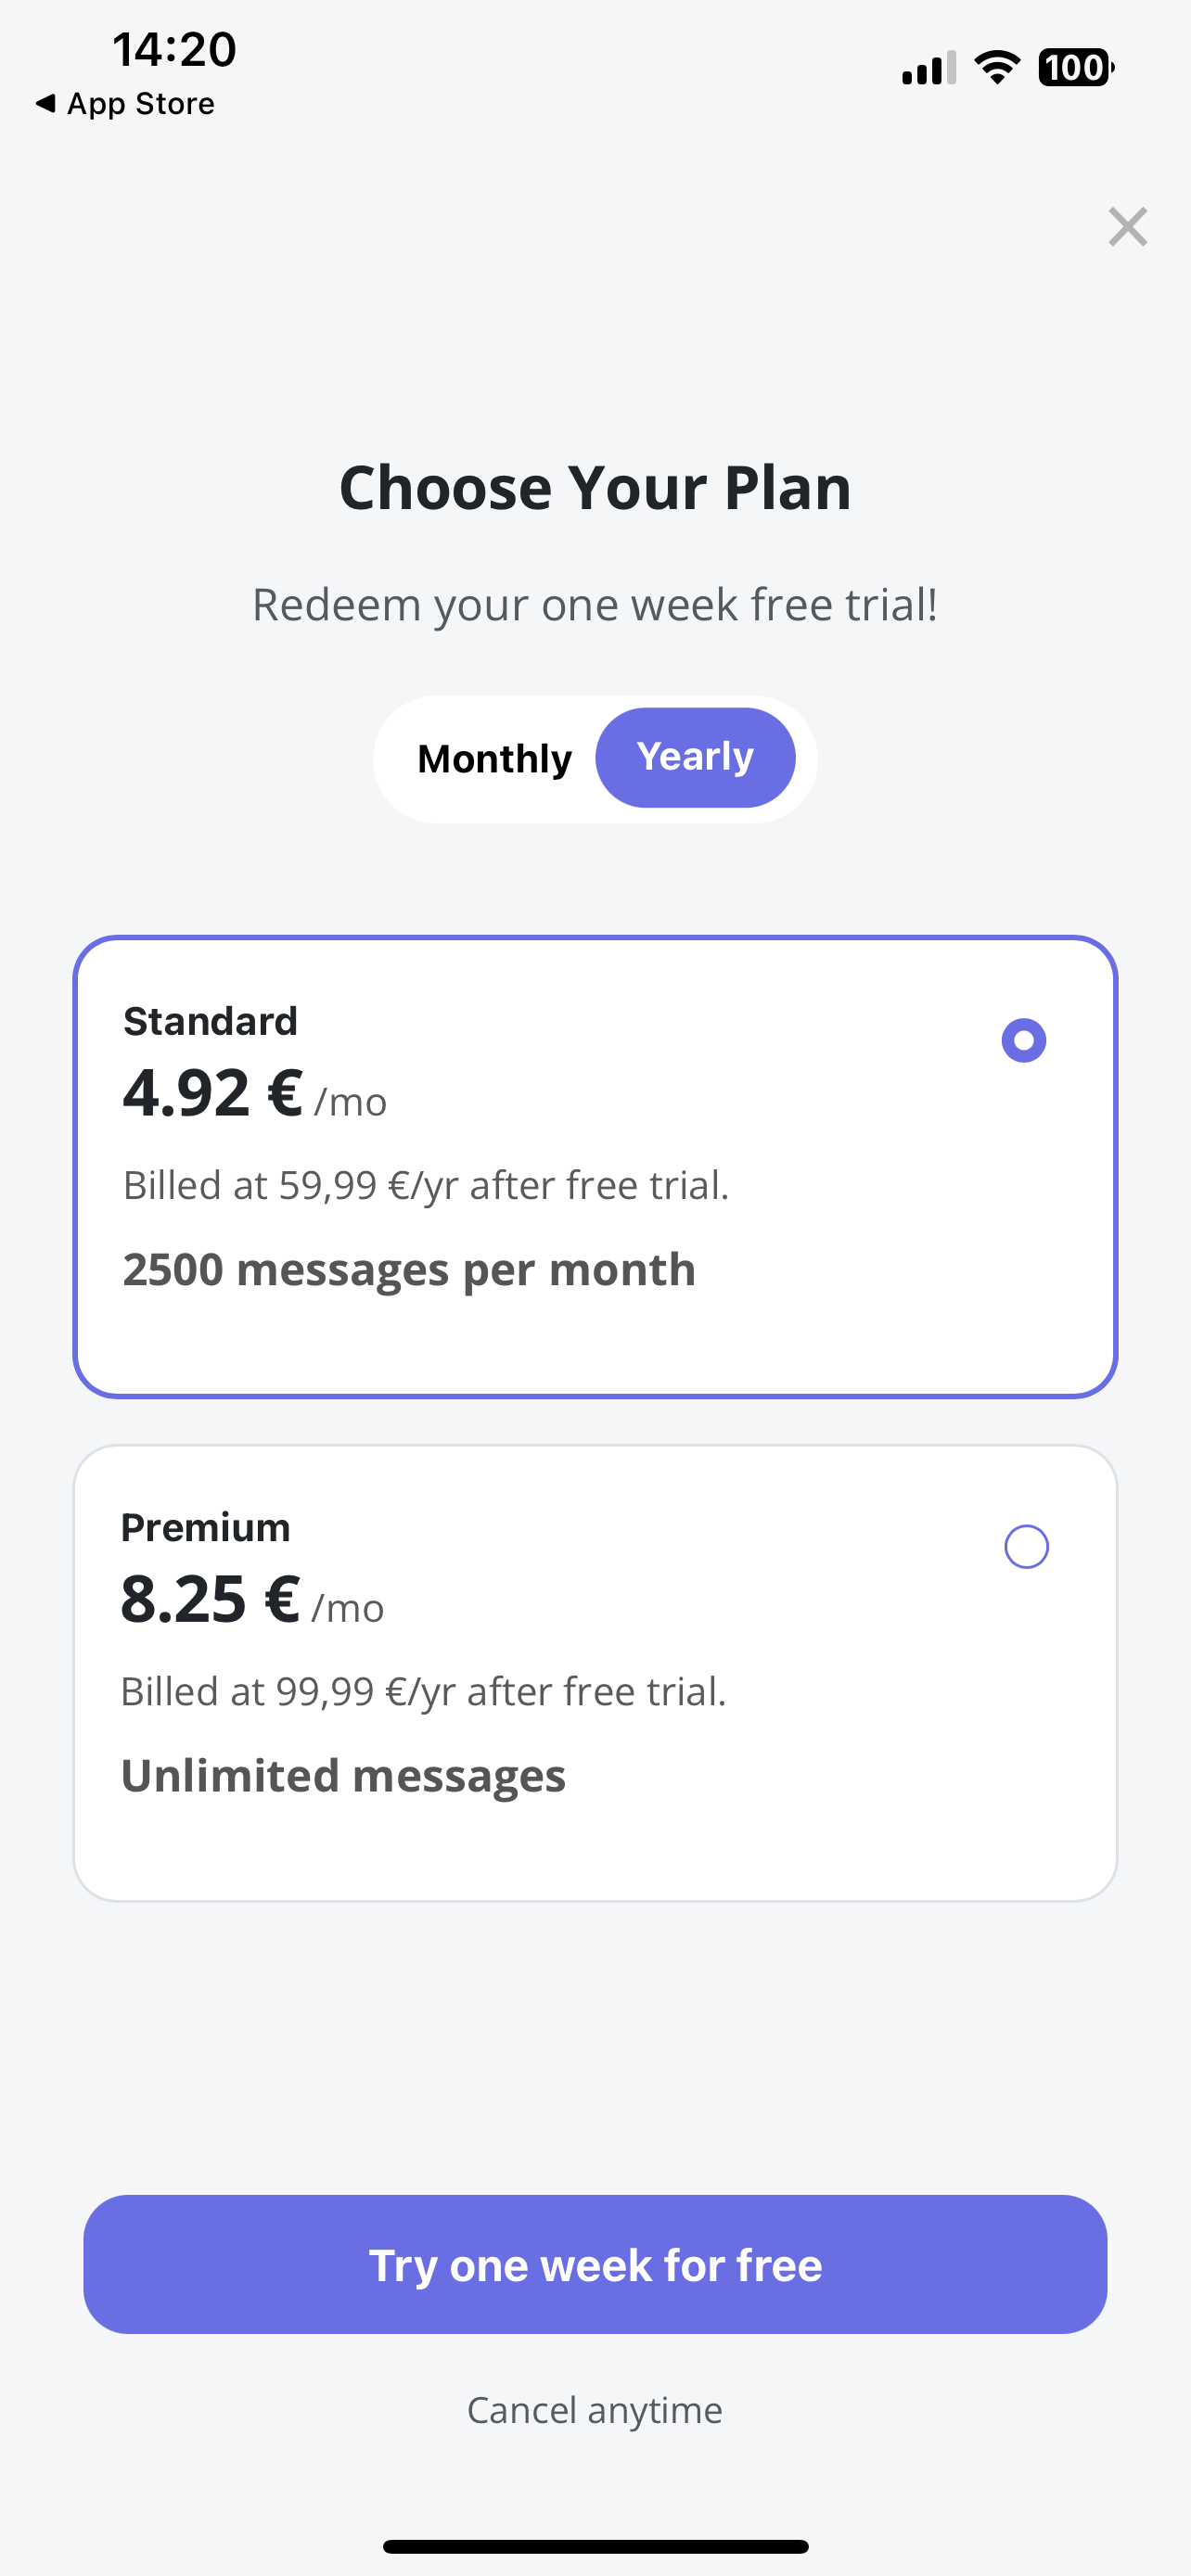 14:20
100
◀ App Store
Choose Your Plan
Redeem your one week free trial!
Monthly
Yearly
Standard
4.92 € /mo
Billed at 59,99 €/yr after free trial.
2500 messages per month
Premium
8.25 € /mo
Billed at 99,99 €/yr after free trial.
Unlimited messages
Try one week for free
Cancel anytime